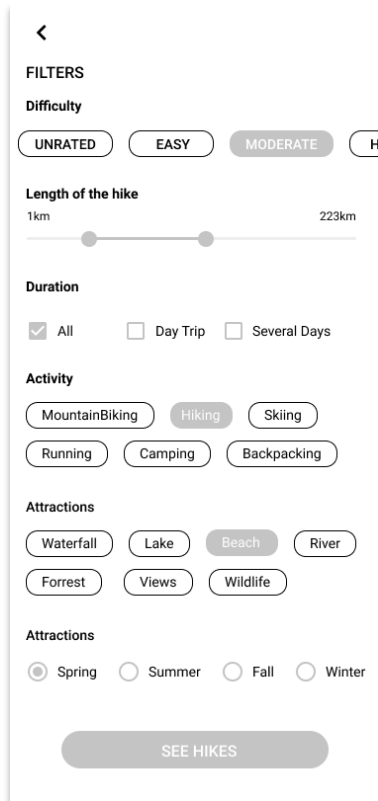 FILTERS
Difficulty
UNRATED EASY MODERATE H
Length of the hike
1km 223km
Duration
All Day Trip Several Days
Activity
MountainBiking Hiking Skiing
Running Camping Backpacking
Attractions
Waterfall Lake Beach River
Forrest Views Wildlife
Attractions
Spring Summer Fall Winter
SEE HIKES